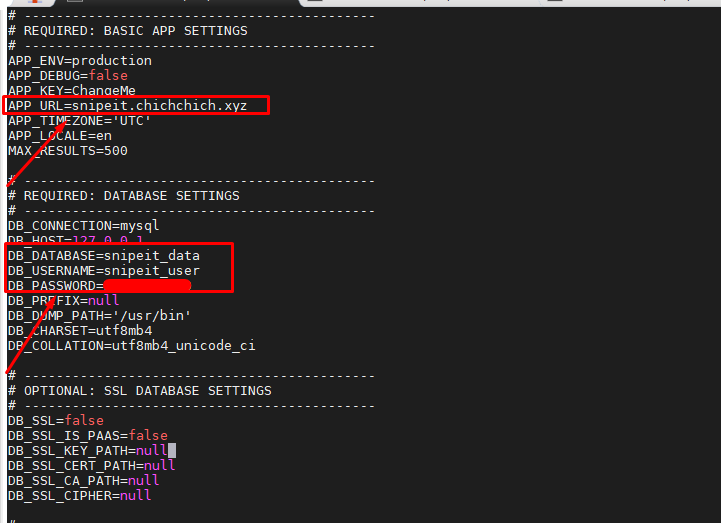 # --------------------------------------------
# REQUIRED: BASIC APP SETTINGS
# --------------------------------------------
APP_ENV=production
APP_DEBUG=false
APP_KEY=ChangeMe
APP_URL=snipeit.chichchich.xyz
APP_TIMEZONE='UTC'
APP_LOCALE=en
MAX_RESULTS=500
# --------------------------------------------
# REQUIRED: DATABASE SETTINGS
# --------------------------------------------
DB_CONNECTION=mysql
DB_HOST=127.0.0.1
DB_DATABASE=snipeit_data
DB_USERNAME=snipeit_user
DB_PASSWORD=
DB_PREFIX=null
DB_DUMP_PATH='/usr/bin'
DB_CHARSET=utf8mb4
DB_COLLATION=utf8mb4_unicode_ci
# --------------------------------------------
# OPTIONAL: SSL DATABASE SETTINGS
# --------------------------------------------
DB_SSL=false
DB_SSL_IS_PAAS=false
DB_SSL_KEY_PATH=null
DB_SSL_CERT_PATH=null
DB_SSL_CA_PATH=null
DB_SSL_CIPHER=null